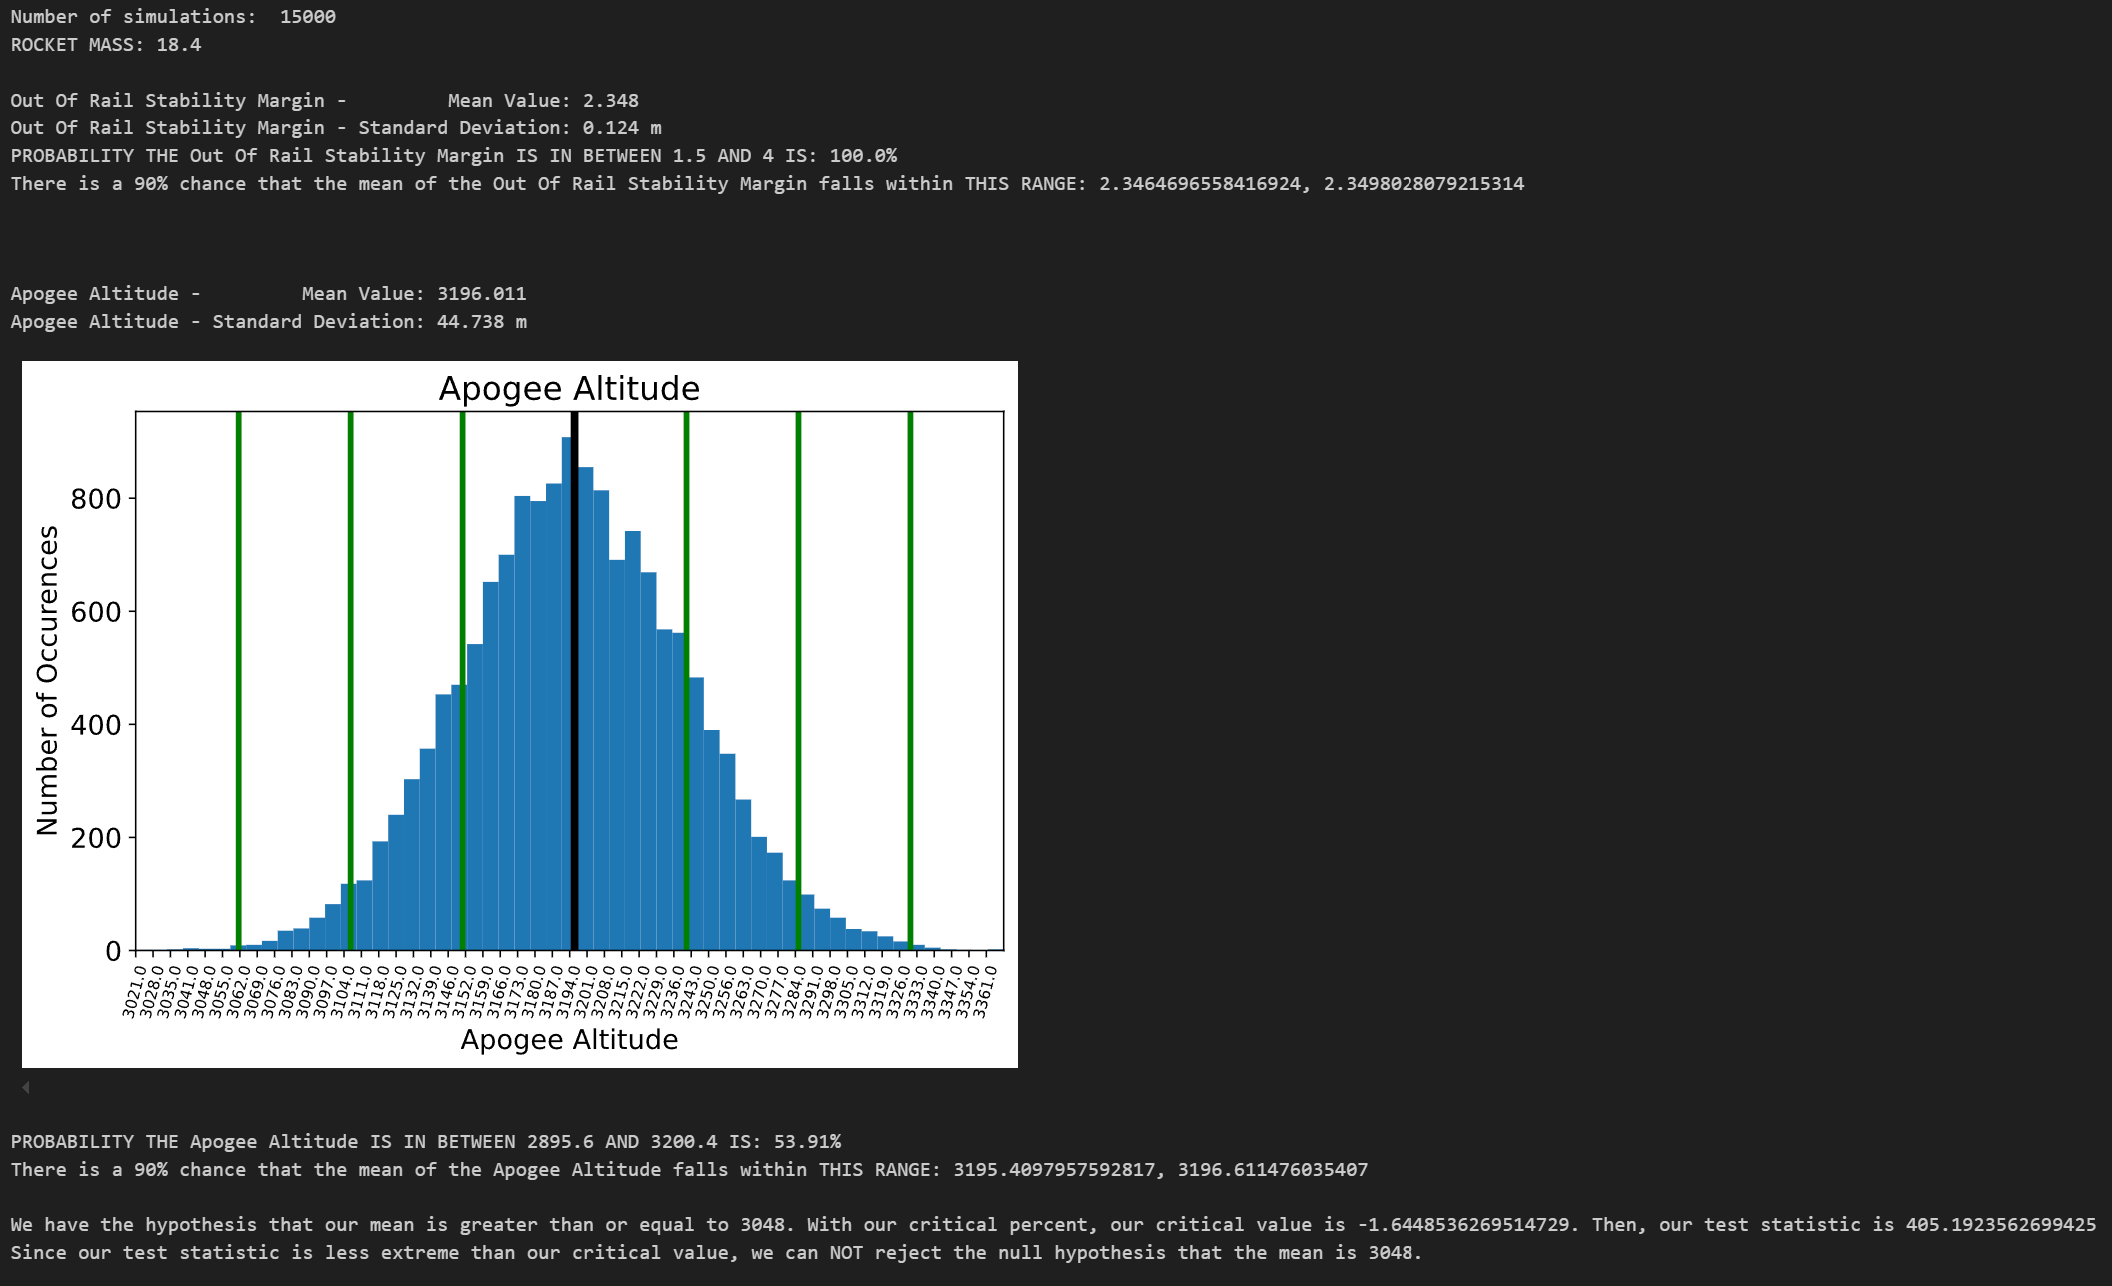 Number of simulations:  15000
ROCKET MASS: 18.4
Out Of Rail Stability Margin -         Mean Value: 2.348
Out Of Rail Stability Margin - Standard Deviation: 0.124 m
PROBABILITY THE Out Of Rail Stability Margin IS IN BETWEEN 1.5 AND 4 IS: 100.0%
There is a 90% chance that the mean of the Out Of Rail Stability Margin falls within THIS RANGE: 2.3464696558416924, 2.3498028079215314
Apogee Altitude -         Mean Value: 3196.011
Apogee Altitude - Standard Deviation: 44.738 m
Apogee Altitude
Number of Occurences
800
600
400
200
0
3021.0 3028.0 3035.0 3041.0 3048.0 3055.0 3062.0 3069.0 3076.0 3083.0 3090.0 3097.0 3104.0 3111.0 3118.0 3125.0 3132.0 3139.0 3146.0 3152.0 3159.0 3166.0 3173.0 3180.0 3187.0 3194.0 3201.0 3208.0 3215.0 3222.0 3229.0 3236.0 3243.0 3250.0 3256.0 3263.0 3270.0 3277.0 3284.0 3291.0 3298.0 3305.0 3312.0 3319.0 3326.0 3333.0 3340.0 3347.0 3354.0 3361.0
Apogee Altitude
PROBABILITY THE Apogee Altitude IS IN BETWEEN 2895.6 AND 3200.4 IS: 53.91%
There is a 90% chance that the mean of the Apogee Altitude falls within THIS RANGE: 3195.4097957592817, 3196.611476035407
We have the hypothesis that our mean is greater than or equal to 3048. With our critical percent, our critical value is -1.6448536269514729. Then, our test statistic is 405.1923562699425
Since our test statistic is less extreme than our critical value, we can NOT reject the null hypothesis that the mean is 3048.